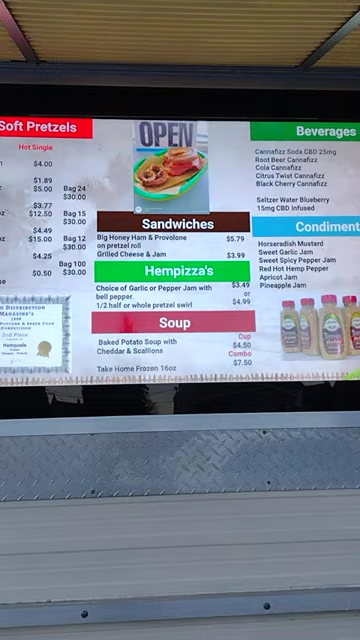 Soft Pretzels
Hot Single
$4.00
$1.89
$5.00 Bag 24
$30.00
$3.77
$12.50 Bag 15
$30.00
$4.49
$15.00 Bag 12
$30.00
$4.25
Bag 100
$0.50 $30.00
DISTRIBUTION
MAGAZINE'S
2nd Place
Hempzels
OPEN
Sandwiches
Big Honey Ham & Provolone $5.79
on pretzel roll
Grilled Cheese & Jam $3.99
Hempizza's
Choice of Garlic or Pepper Jam with $3.49
bell pepper. or
1/2 half or whole pretzel swirl $4.99
Soup
Cup
Baked Potato Soup with $4.50
Cheddar & Scallions Combo
$7.50
Take Home Frozen 16oz
Beverages
Cannafizz Soda CBD 25mg
Root Beer Cannafizz
Cola Cannafizz
Citrus Twist Cannafizz
Black Cherry Cannafizz
Seltzer Water Blueberry
15mg CBD Infused
Condiment
Horseradish Mustard
Sweet Garlic Jam
Sweet Spicy Pepper Jam
Red Hot Hemp Pepper
Apricot Jam
Pineapple Jam